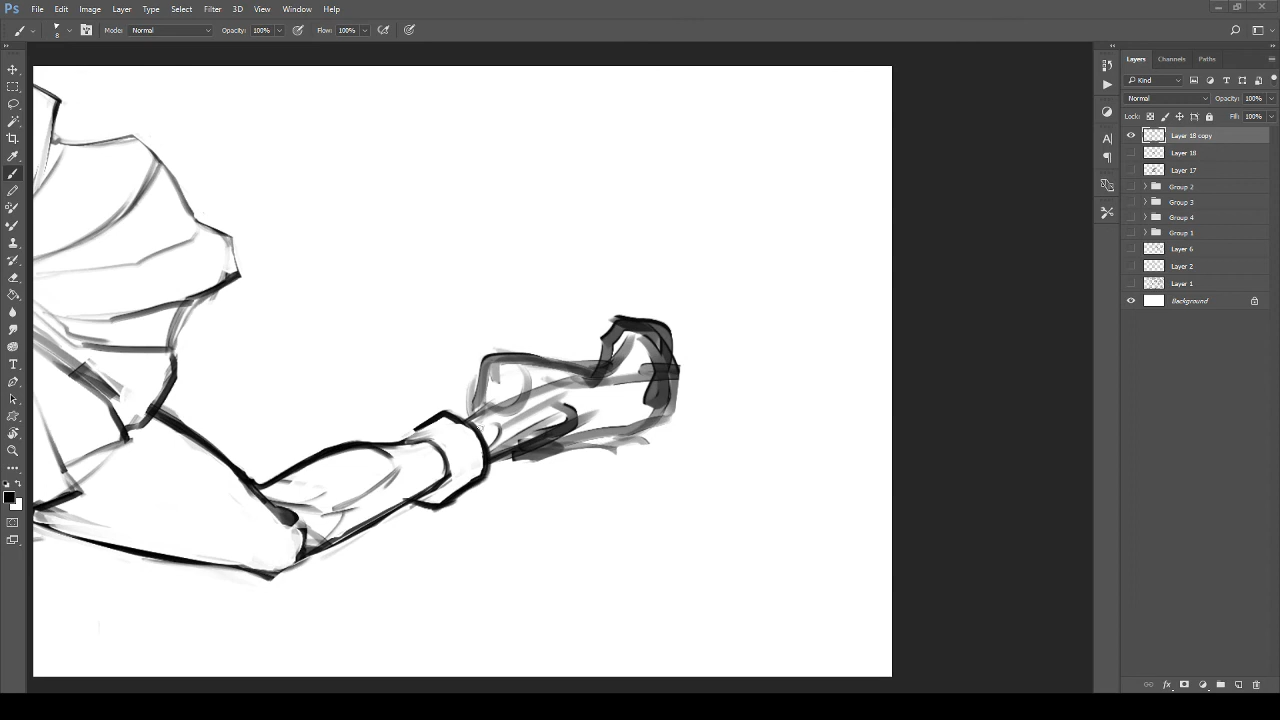 Ps File Edit Image Layer Type Select Filter 3D View Window Help
8 Mode: Normal Opacity: 100% Flow: 100%
Layers Channels Paths
Kind
Normal Opacity: 100%
Lock: Fill: 100%
Layer 18 copy
Layer 18
Layer 17
Group 2
Group 3
Group 4
Group 1
Layer 6
Layer 2
Layer 1
Background
fx